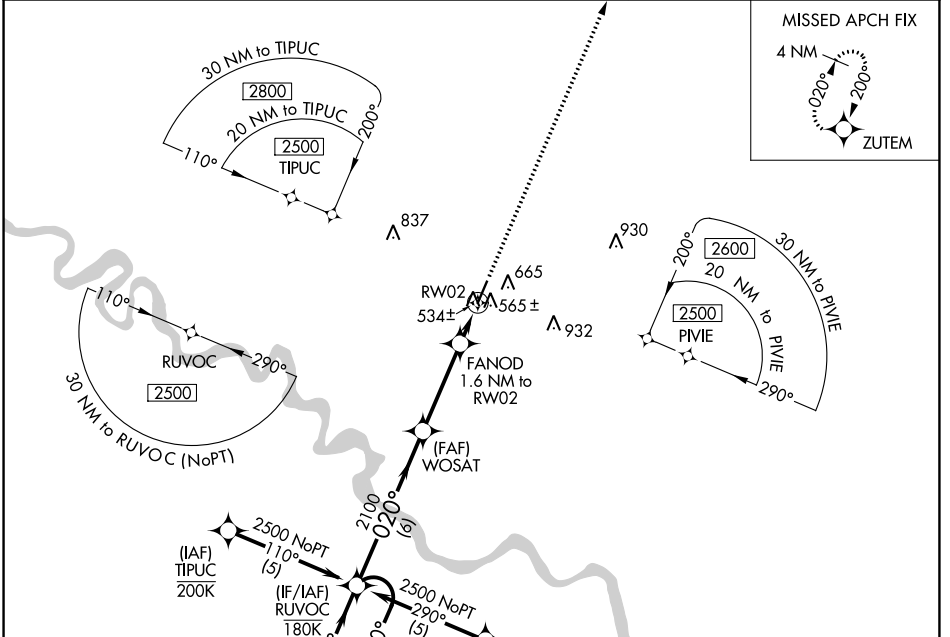 MISSED APCH FIX
4 NM
020°
200°
ZUTEM
30 NM to TIPUC
2800
20 NM to TIPUC
200°
2500
TIPUC
110°
837
930
200°
2600
30 NM to PIVIE
20 NM to PIVIE
2500
PIVIE
290°
665
RW02
534±
565±
932
110°
RUVOC
290°
2500
30 NM to RUVOC (NoPT)
FANOD
1.6 NM to
RW02
(FAF)
WOSAT
2100
020°
(6)
2500 NoPT
110°
(5)
(IAF)
TIPUC
200K
(IF/IAF)
RUVOC
180K
2500 NoPT
290°
(5)